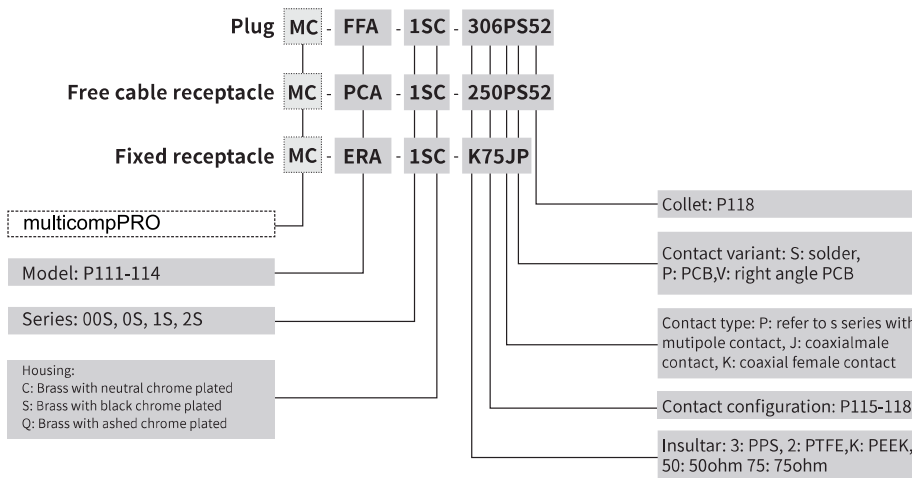 Plug MC - FFA - 1SC - 306PS52
Free cable receptacle MC - PCA - 1SC - 250PS52
Fixed receptacle MC - ERA - 1SC - K75JP
multicompPRO
Model: P111-114
Series: 00S, 0S, 1S, 2S
Housing:
C: Brass with neutral chrome plated
S: Brass with black chrome plated
Q: Brass with ashed chrome plated
Collet: P118
Contact variant: S: solder,
P: PCB,V: right angle PCB
Contact type: P: refer to s series with
mutipole contact, J: coaxialmale
contact, K: coaxial female contact
Contact configuration: P115-118
Insultar: 3: PPS, 2: PTFE,K: PEEK,
50: 50ohm 75: 75ohm